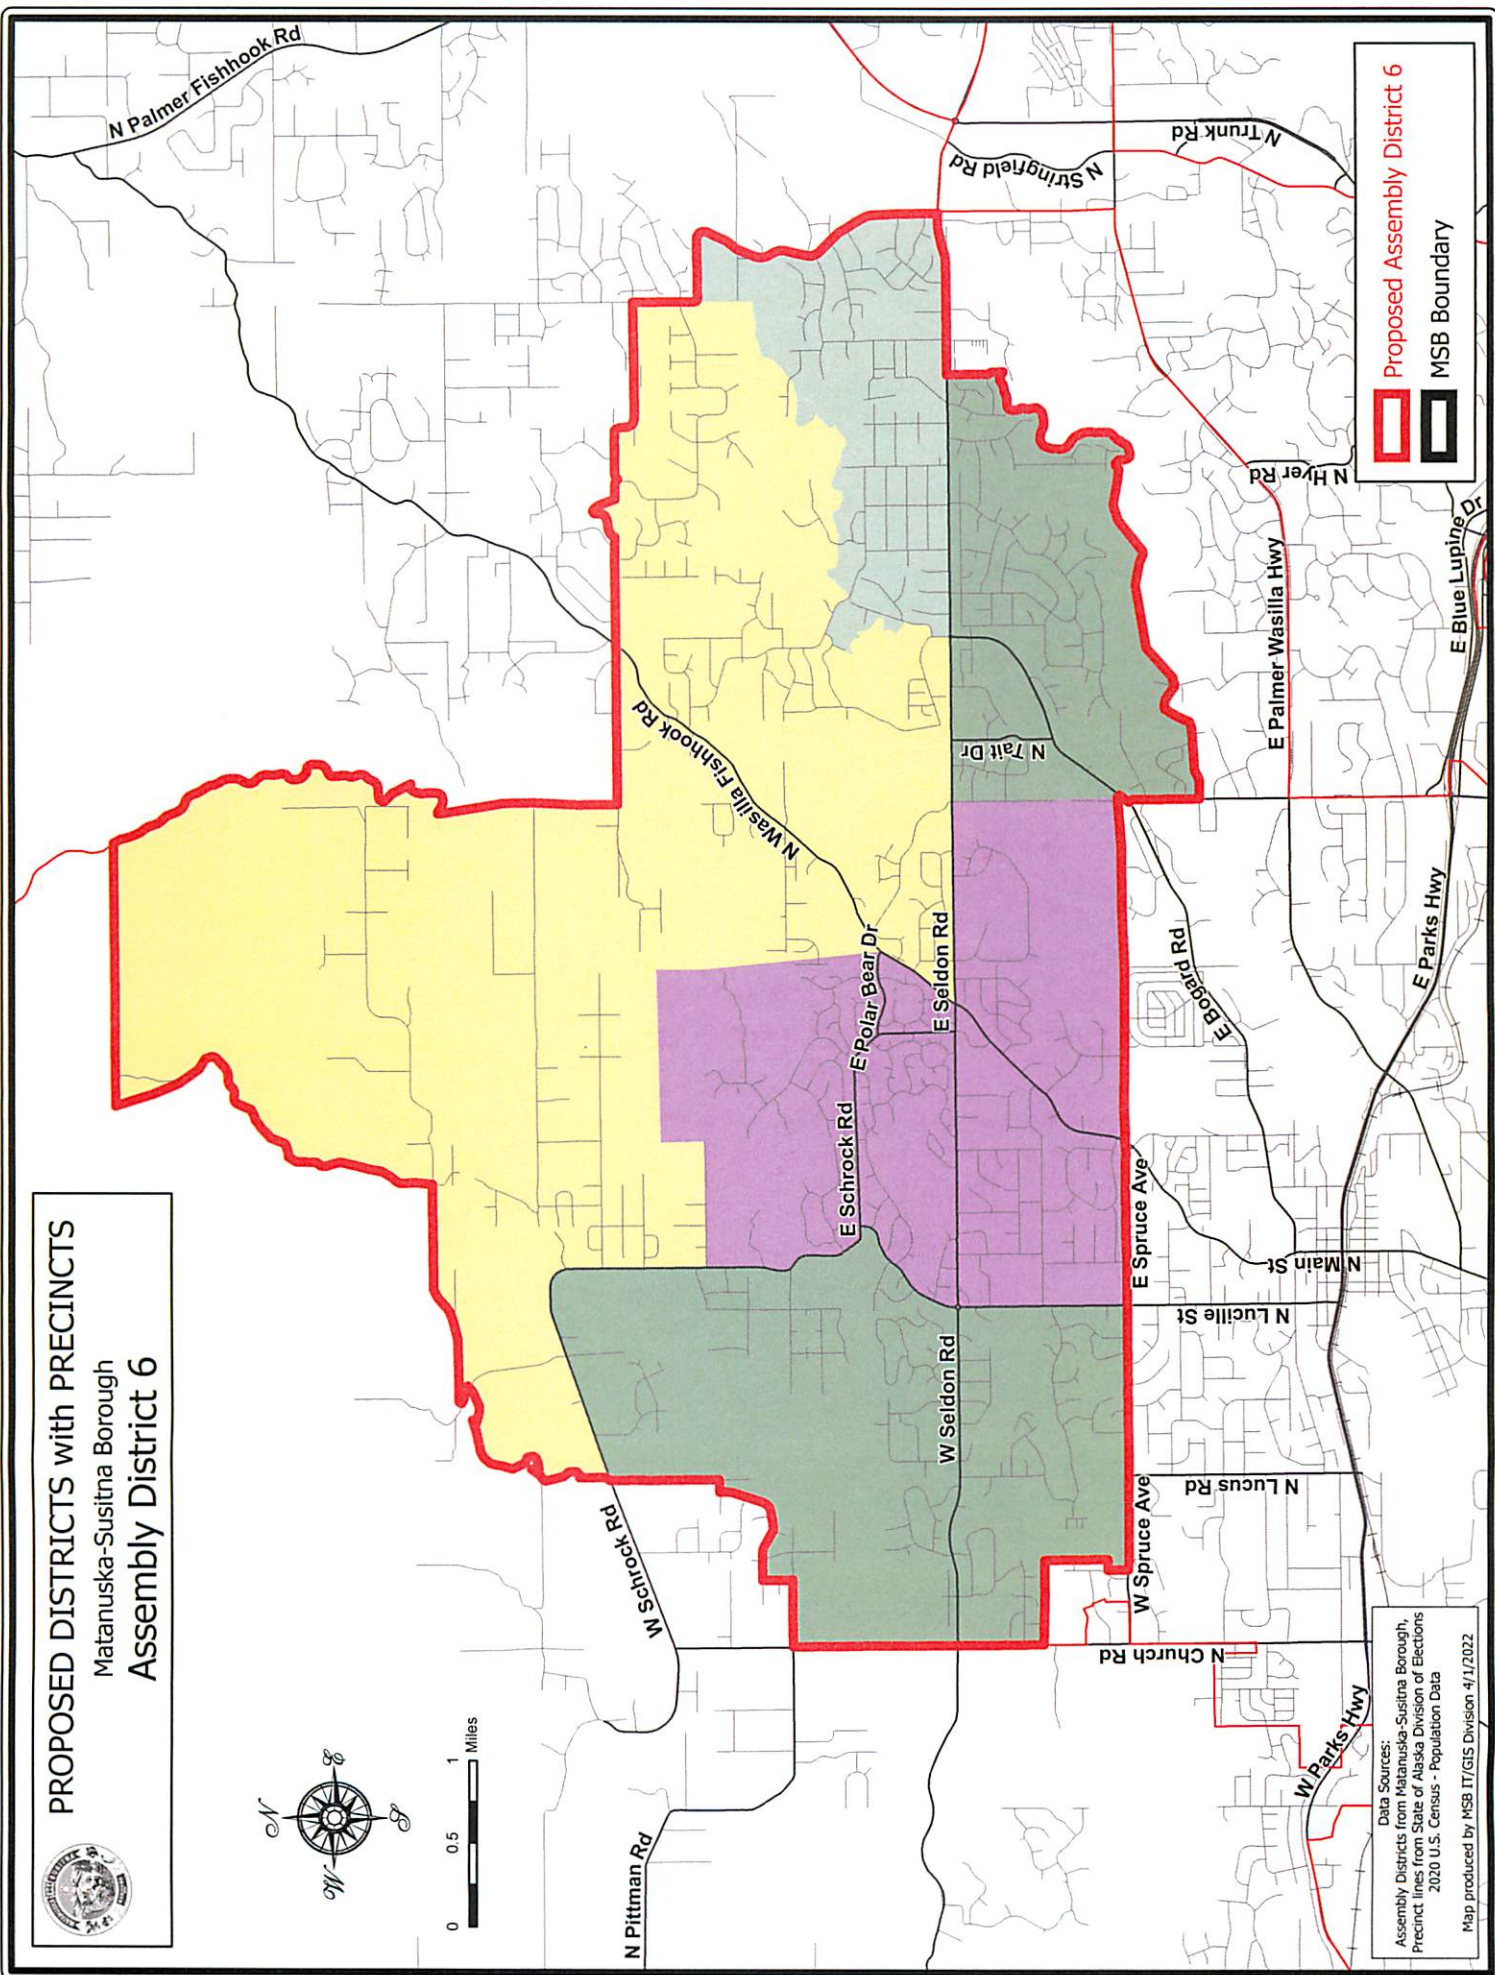 PROPOSED DISTRICTS with PRECINCTS
Matanuska-Susitna Borough
Assembly District 6
N
W
E
S
0 0.5 1
Miles
N Palmer Fishhook Rd
N Wasilla Fishhook Rd
W Schrock Rd
N Pittman Rd
E Schrock Rd
E Polar Bear Dr
E Seldon Rd
W Seldon Rd
N Tait Dr
N Stringfield Rd
N Trunk Rd
N Hyer Rd
E Palmer-Wasilla Hwy
E Blue Lupine Dr
E Bogard Rd
E Parks Hwy
E Spruce Ave
W Spruce Ave
N Main St
N Lucille St
N Lucus Rd
N Church Rd
W Parks Hwy
Proposed Assembly District 6
MSB Boundary
Data Sources:
Assembly Districts from Matanuska-Susitna Borough,
Precinct lines from State of Alaska Division of Elections
2020 U.S. Census - Population Data
Map produced by MSB IT/GIS Division 4/1/2022